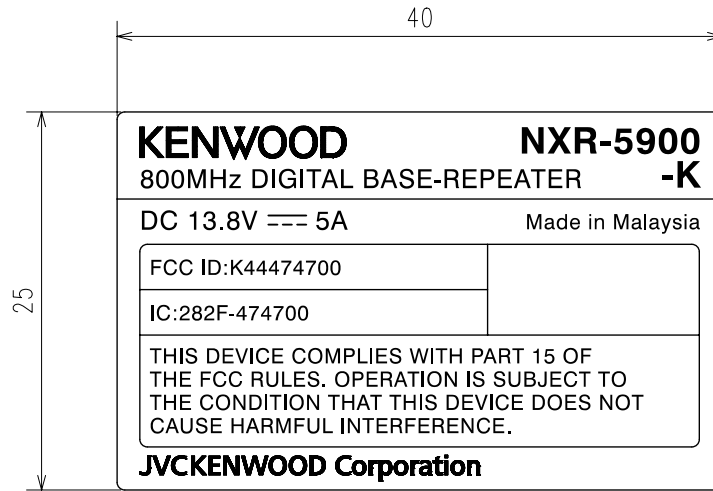 40
25
KENWOOD NXR-5900
800MHz DIGITAL BASE-REPEATER -K
DC 13.8V ⎓ 5A Made in Malaysia
FCC ID:K44474700
IC:282F-474700
THIS DEVICE COMPLIES WITH PART 15 OF
THE FCC RULES. OPERATION IS SUBJECT TO
THE CONDITION THAT THIS DEVICE DOES NOT
CAUSE HARMFUL INTERFERENCE.
JVCKENWOOD Corporation